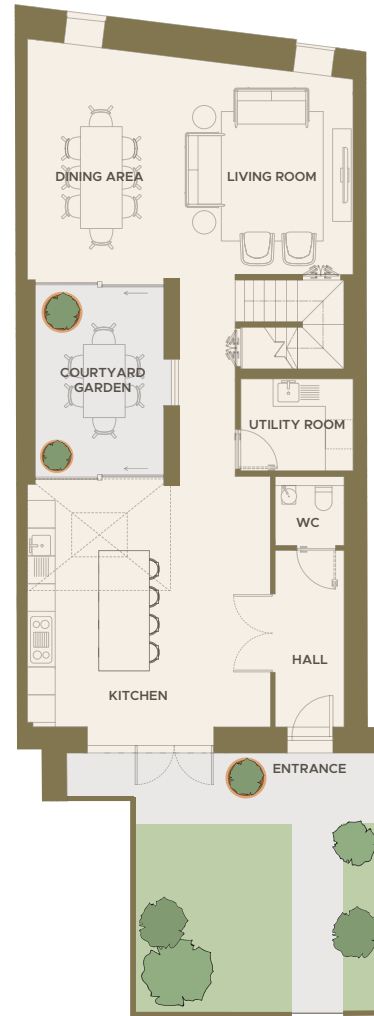 DINING AREA
LIVING ROOM
COURTYARD
GARDEN
UTILITY ROOM
WC
HALL
KITCHEN
ENTRANCE